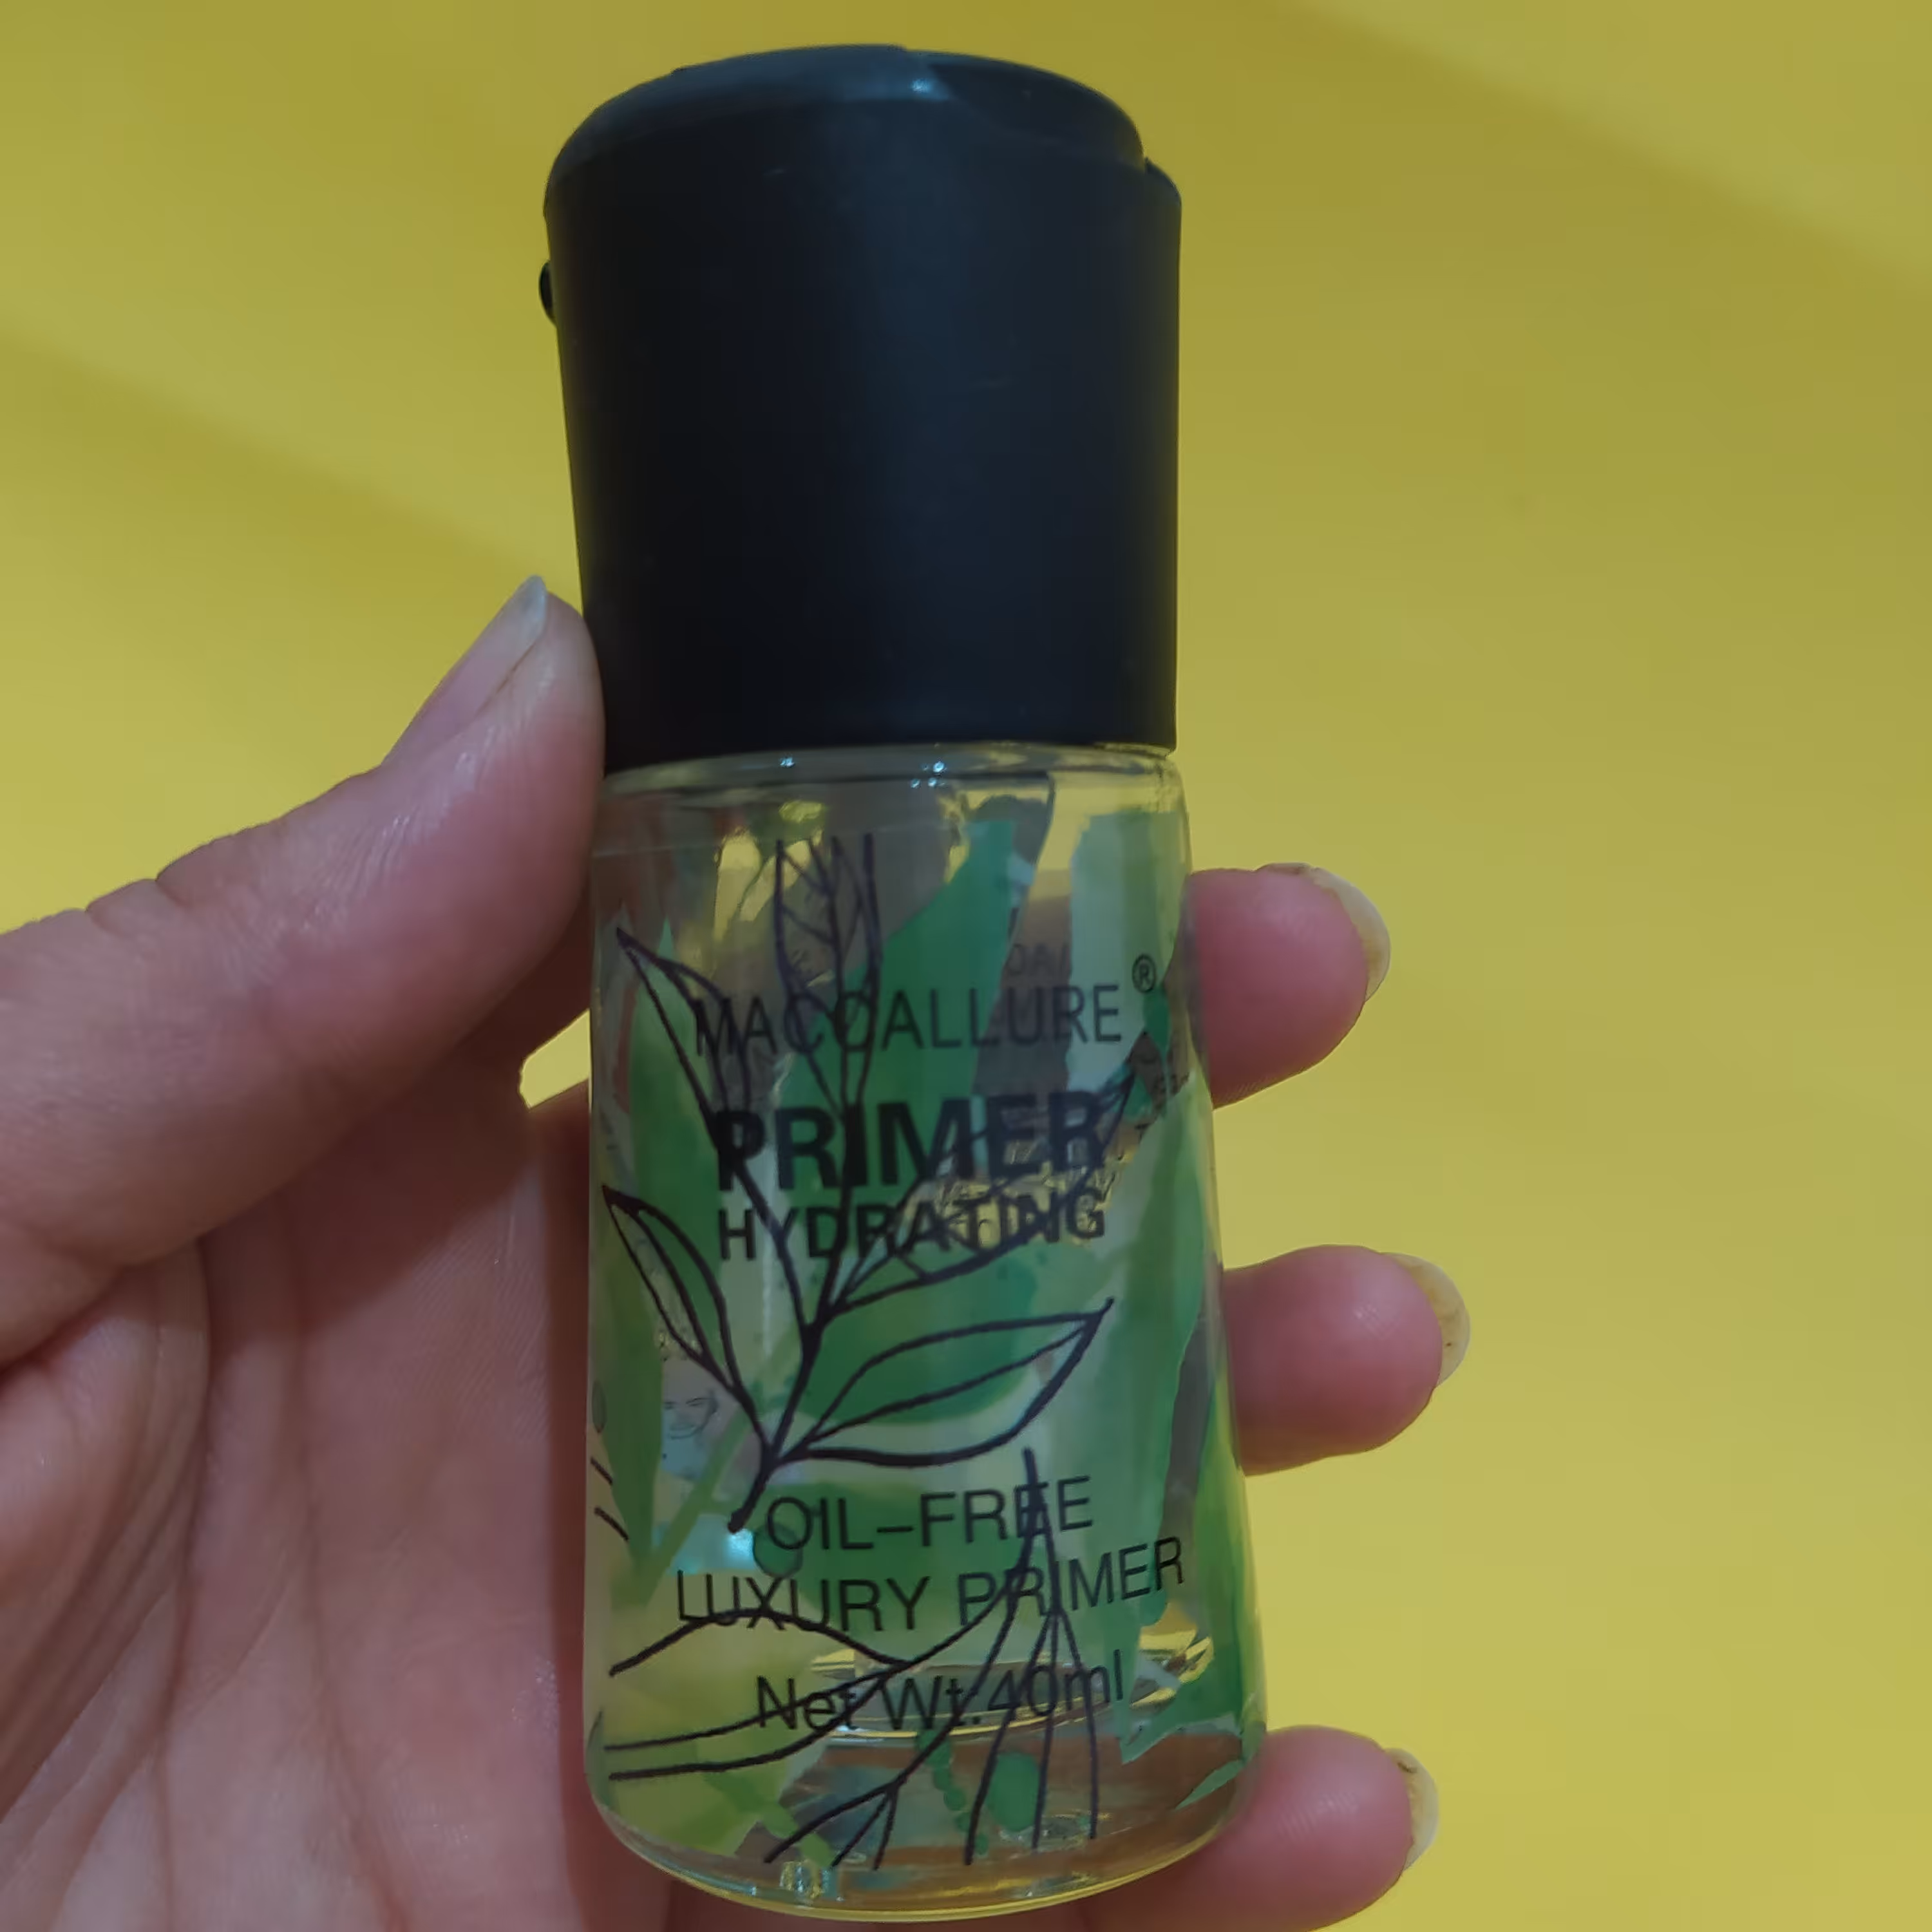 MACCALLURE®
PRIMER
HYDRATING
OIL-FREE
LUXURY PRIMER
Net Wt.40ml